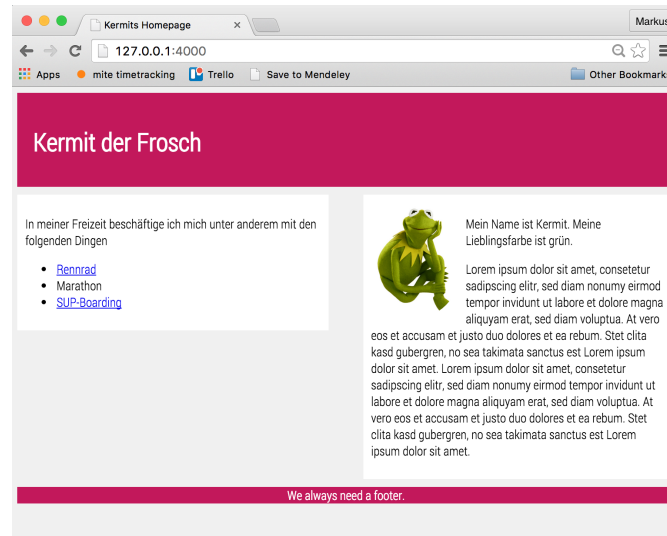 Kermits Homepage
Markus
127.0.0.1:4000
Apps mite timetracking Trello Save to Mendeley Other Bookmark
Kermit der Frosch
In meiner Freizeit beschäftige ich mich unter anderem mit den
folgenden Dingen
Rennrad
Marathon
SUP-Boarding
Mein Name ist Kermit. Meine
Lieblingsfarbe ist grün.
Lorem ipsum dolor sit amet, consetetur
sadipscing elitr, sed diam nonumy eirmod
tempor invidunt ut labore et dolore magna
aliquyam erat, sed diam voluptua. At vero
eos et accusam et justo duo dolores et ea rebum. Stet clita
kasd gubergren, no sea takimata sanctus est Lorem ipsum
dolor sit amet. Lorem ipsum dolor sit amet, consetetur
sadipscing elitr, sed diam nonumy eirmod tempor invidunt ut
labore et dolore magna aliquyam erat, sed diam voluptua. At
vero eos et accusam et justo duo dolores et ea rebum. Stet
clita kasd gubergren, no sea takimata sanctus est Lorem
ipsum dolor sit amet.
We always need a footer.